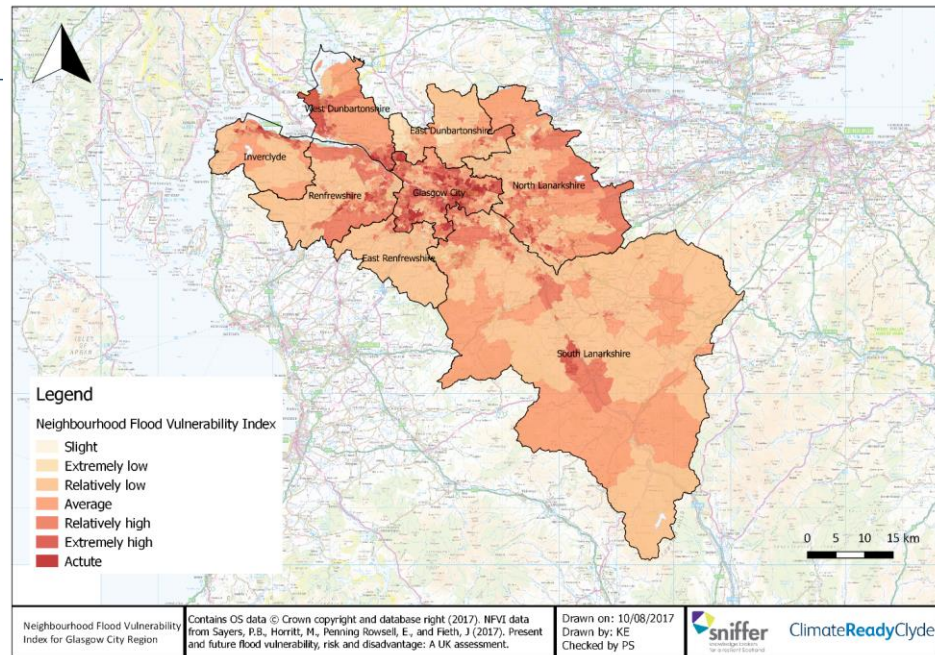 West Dunbartonshire
East Dunbartonshire
Inverclyde
Renfrewshire
Glasgow City
North Lanarkshire
East Renfrewshire
South Lanarkshire
Legend
Neighbourhood Flood Vulnerability Index
Slight
Extremely low
Relatively low
Average
Relatively high
Extremely high
Actute
0 5 10 15 km
Neighbourhood Flood Vulnerability
Index for Glasgow City Region
Contains OS data © Crown copyright and database right (2017). NFVI data
from Sayers, P.B., Horritt, M., Penning Rowsell, E., and Fieth, J (2017). Present
and future flood vulnerability, risk and disadvantage: A UK assessment.
Drawn on: 10/08/2017
Drawn by: KE
Checked by PS
sniffer
ClimateReadyClyde